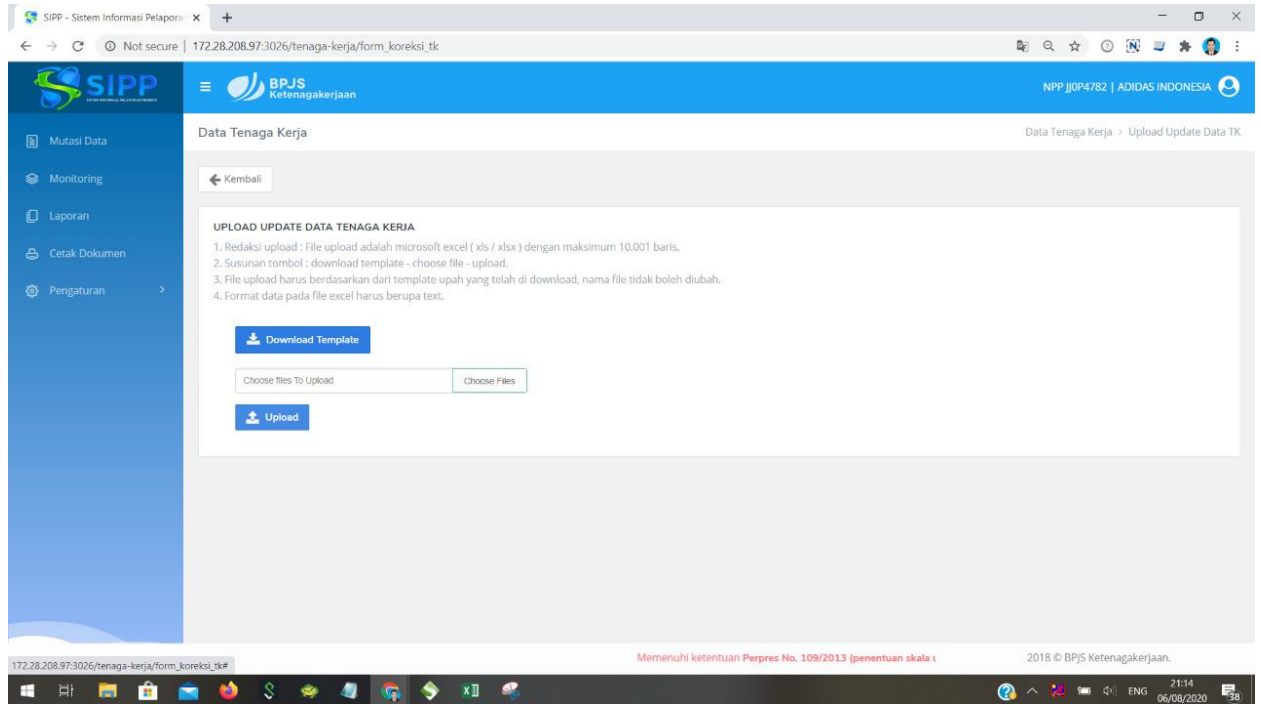 SIPP - Sistem Informasi Pelapora
Not secure | 172.28.208.97:3026/tenaga-kerja/form_koreksi_tk
SIPP
BPJS
Ketenagakerjaan
NPP JJ0P4782 | ADIDAS INDONESIA
Mutasi Data
Monitoring
Laporan
Cetak Dokumen
Pengaturan
Data Tenaga Kerja
Data Tenaga Kerja > Upload Update Data TK
Kembali
UPLOAD UPDATE DATA TENAGA KERJA
1. Redaksi upload : File upload adalah microsoft excel ( xls / xlsx ) dengan maksimum 10.001 baris.
2. Susunan tombol : download template - choose file - upload.
3. File upload harus berdasarkan dari template upah yang telah di download, nama file tidak boleh diubah.
4. Format data pada file excel harus berupa text.
Download Template
Choose files To Upload
Choose Files
Upload
Memenuhi ketentuan Perpres No. 109/2013 (penentuan skala u
2018 © BPJS Ketenagakerjaan.
172.28.208.97:3026/tenaga-kerja/form_koreksi_tk#
ENG
21:14
06/08/2020
38